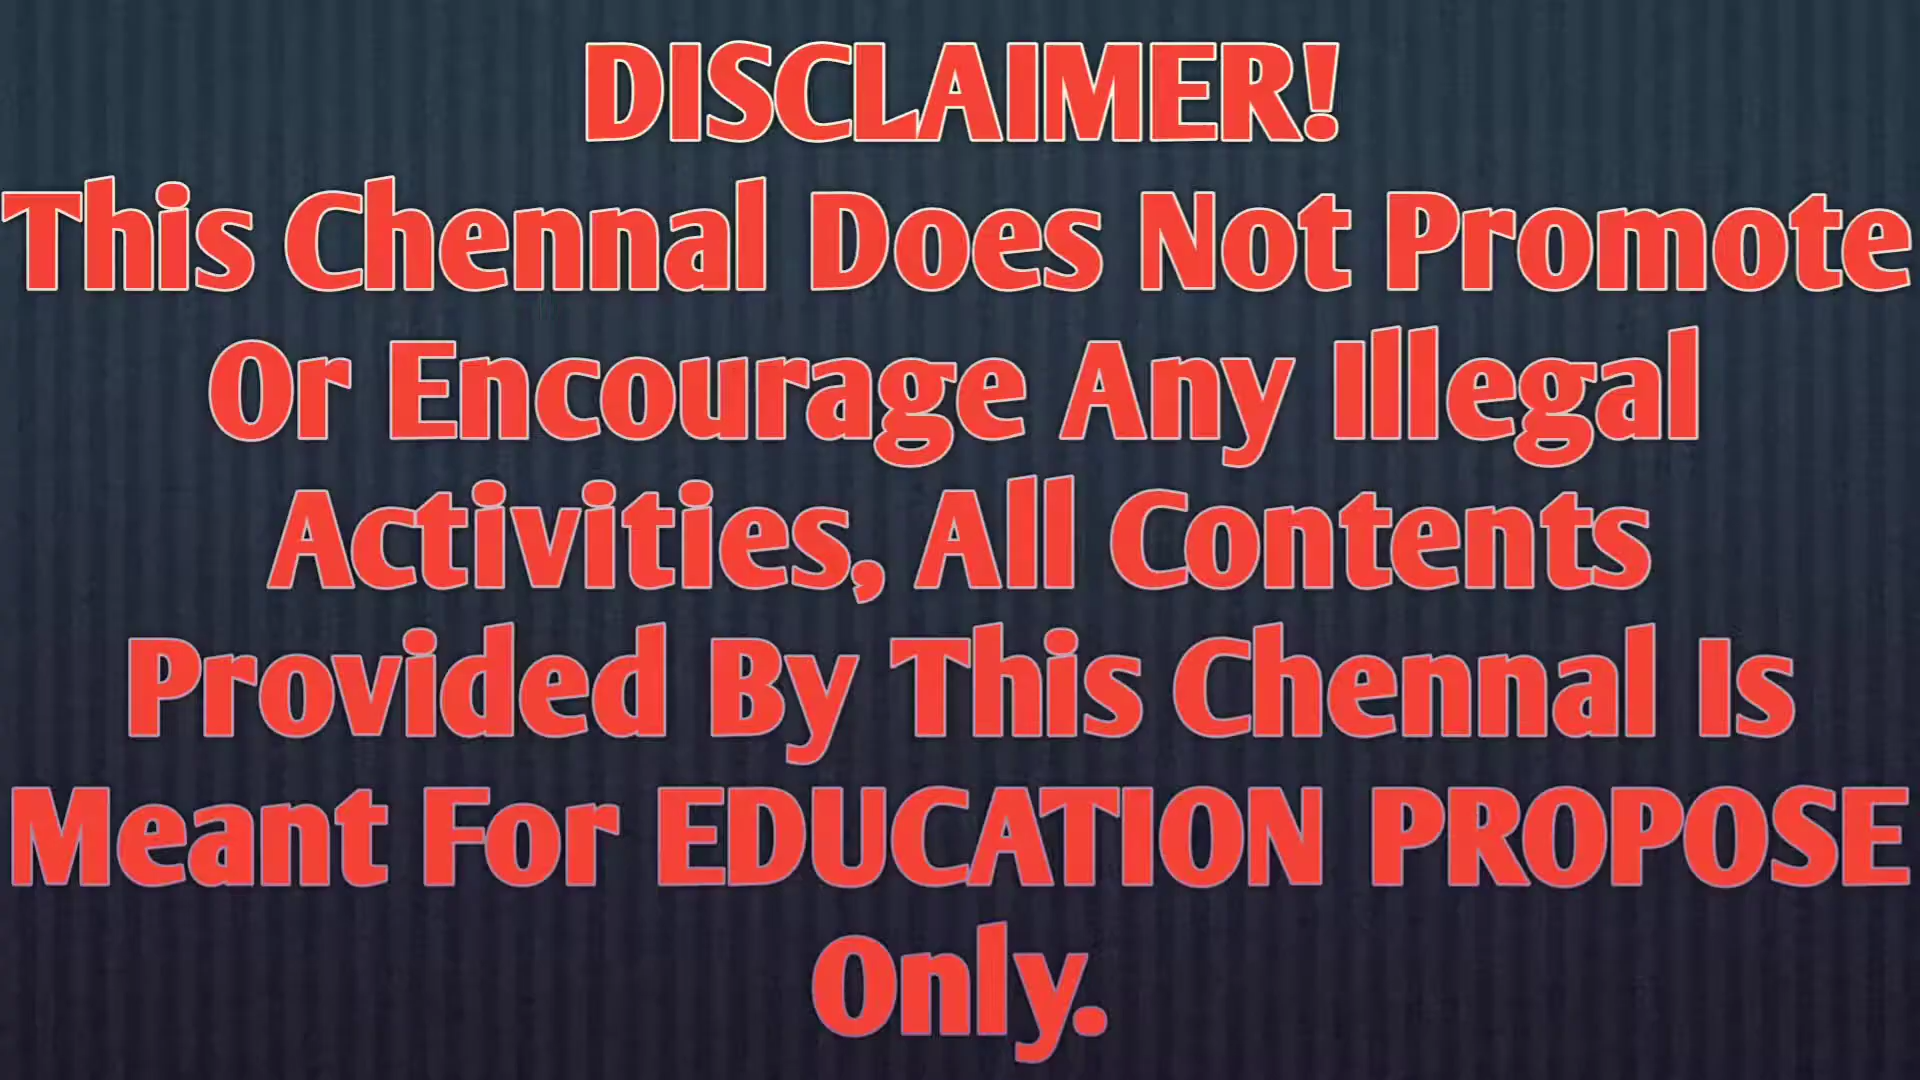 DISCLAIMER!
This Chennal Does Not Promote
Or Encourage Any Illegal
Activities, All Contents
Provided By This Chennal Is
Meant For EDUCATION PROPOSE
Only.